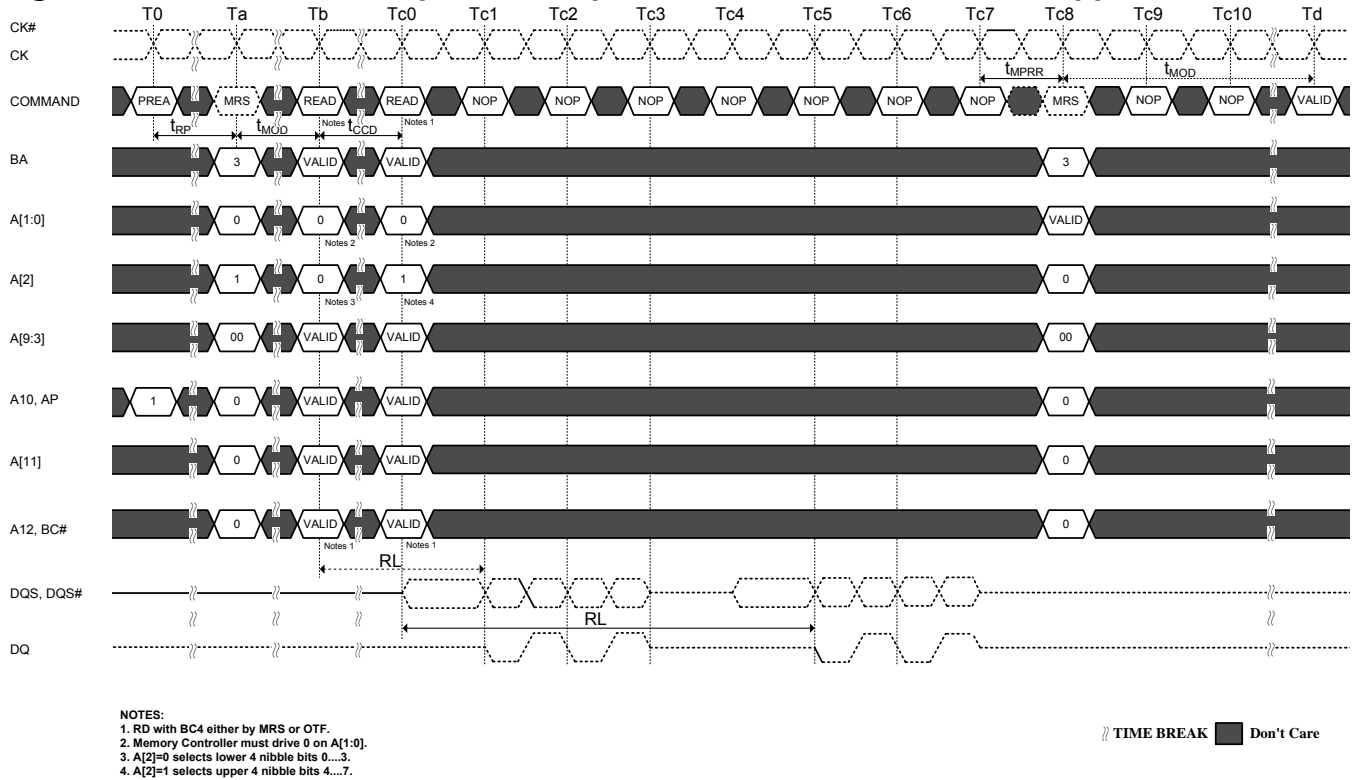 T0 Ta Tb Tc0 Tc1 Tc2 Tc3 Tc4 Tc5 Tc6 Tc7 Tc8 Tc9 Tc10 Td
CK#
CK
tMPRR tMOD
COMMAND PREA MRS READ READ NOP NOP NOP NOP NOP NOP NOP MRS NOP NOP VALID
Notes 1 Notes 1
tRP tMOD tCCD
BA 3 VALID VALID 3
A[1:0] 0 0 0 VALID
Notes 2 Notes 2
A[2] 1 0 1 0
Notes 3 Notes 4
A[9:3] 00 VALID VALID 00
A10, AP 1 0 VALID VALID 0
A[11] 0 VALID VALID 0
A12, BC# 0 VALID VALID 0
Notes 1 Notes 1
RL
DQS, DQS#
RL
DQ
NOTES:
1. RD with BC4 either by MRS or OTF.
2. Memory Controller must drive 0 on A[1:0].
3. A[2]=0 selects lower 4 nibble bits 0....3.
4. A[2]=1 selects upper 4 nibble bits 4....7.
TIME BREAK Don't Care